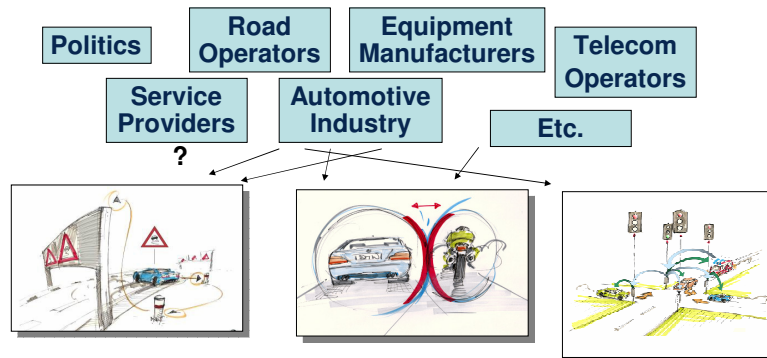 Politics
Road
Operators
Equipment
Manufacturers
Telecom
Operators
Service
Providers
Automotive
Industry
Etc.
?